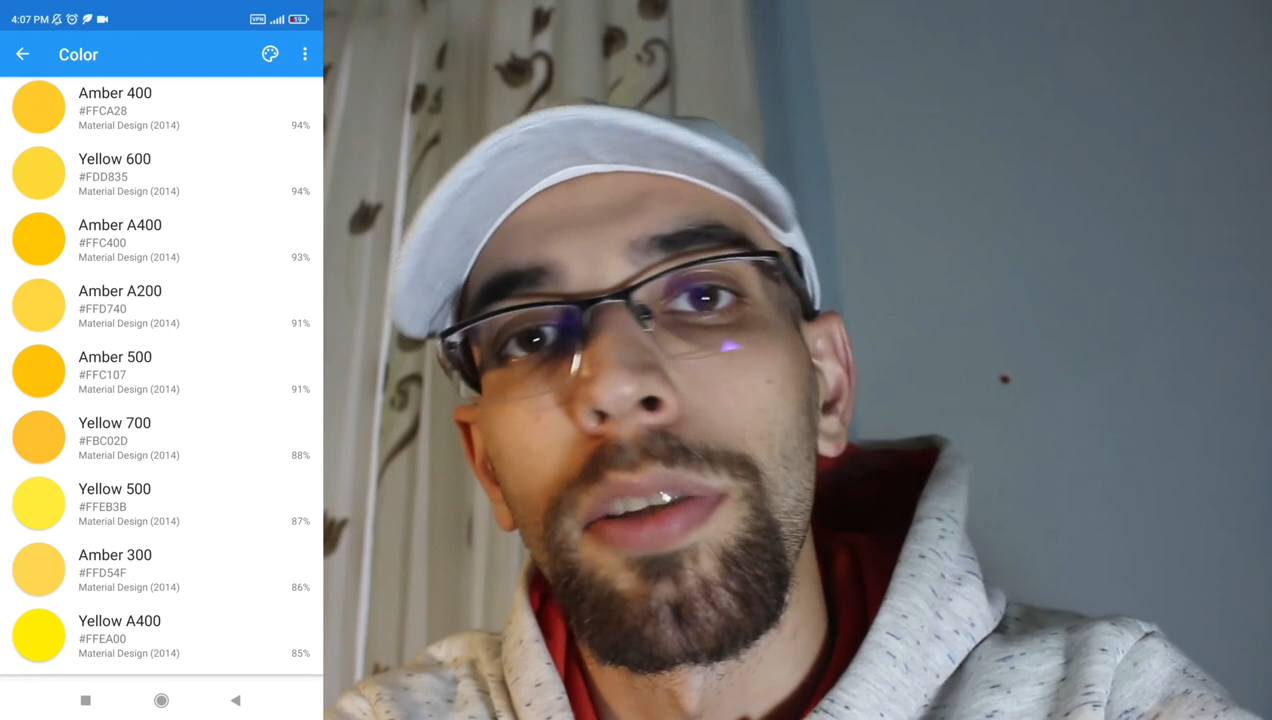 4:07 PM
VPN
19
Color
Amber 400
#FFCA28
Material Design (2014)
94%
Yellow 600
#FDD835
Material Design (2014)
94%
Amber A400
#FFC400
Material Design (2014)
93%
Amber A200
#FFD740
Material Design (2014)
91%
Amber 500
#FFC107
Material Design (2014)
91%
Yellow 700
#FBC02D
Material Design (2014)
88%
Yellow 500
#FFEB3B
Material Design (2014)
87%
Amber 300
#FFD54F
Material Design (2014)
86%
Yellow A400
#FFEA00
Material Design (2014)
85%